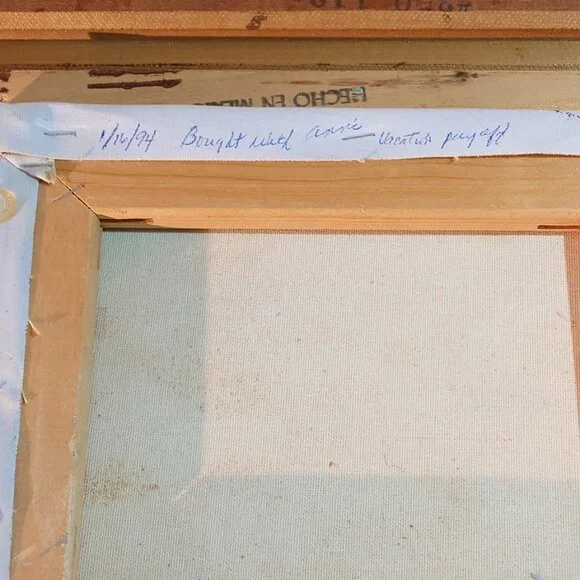 HECHO EN MEXICO
1/16/94 Bought with Annie Vacation payoff